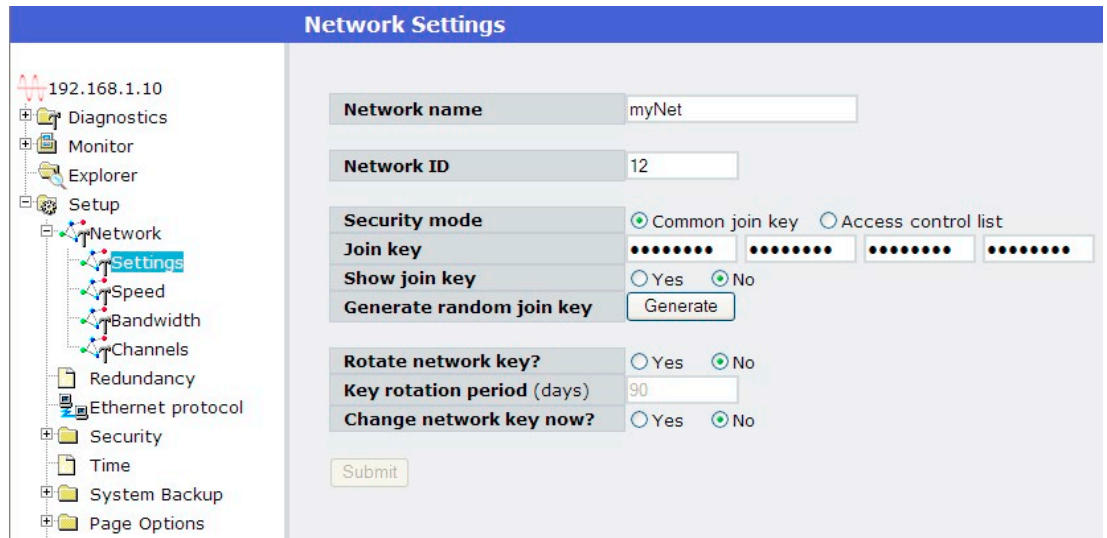 Network Settings
192.168.1.10
Diagnostics
Monitor
Explorer
Setup
Network
Settings
Speed
Bandwidth
Channels
Redundancy
Ethernet protocol
Security
Time
System Backup
Page Options
Network name myNet
Network ID 12
Security mode Common join key Access control list
Join key •••••••• •••••••• •••••••• ••••••••
Show join key Yes No
Generate random join key Generate
Rotate network key? Yes No
Key rotation period (days) 90
Change network key now? Yes No
Submit